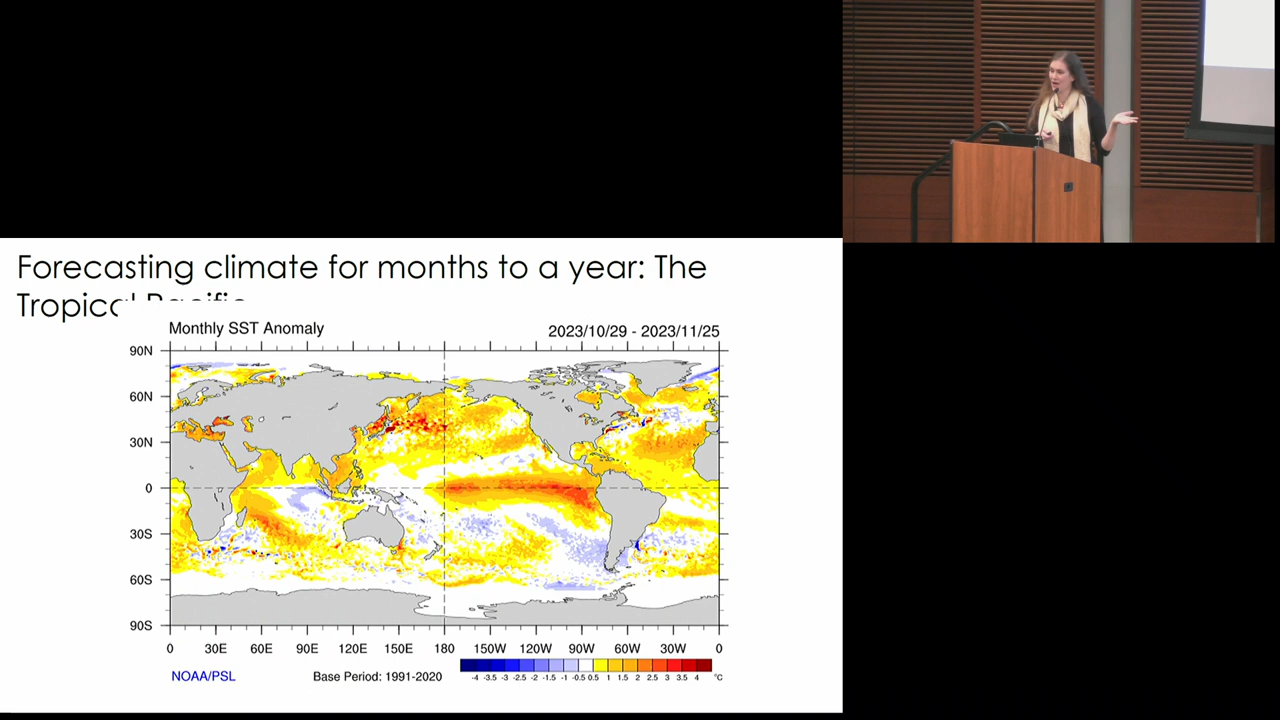 Forecasting climate for months to a year: The
Tropical Pacific
Monthly SST Anomaly
2023/10/29 - 2023/11/25
90N
60N
30N
0
30S
60S
90S
0 30E 60E 90E 120E 150E 180 150W 120W 90W 60W 30W 0
NOAA/PSL
Base Period: 1991-2020
-4 -3.5 -3 -2.5 -2 -1.5 -1 -0.5 0.5 1 1.5 2 2.5 3 3.5 4 °C